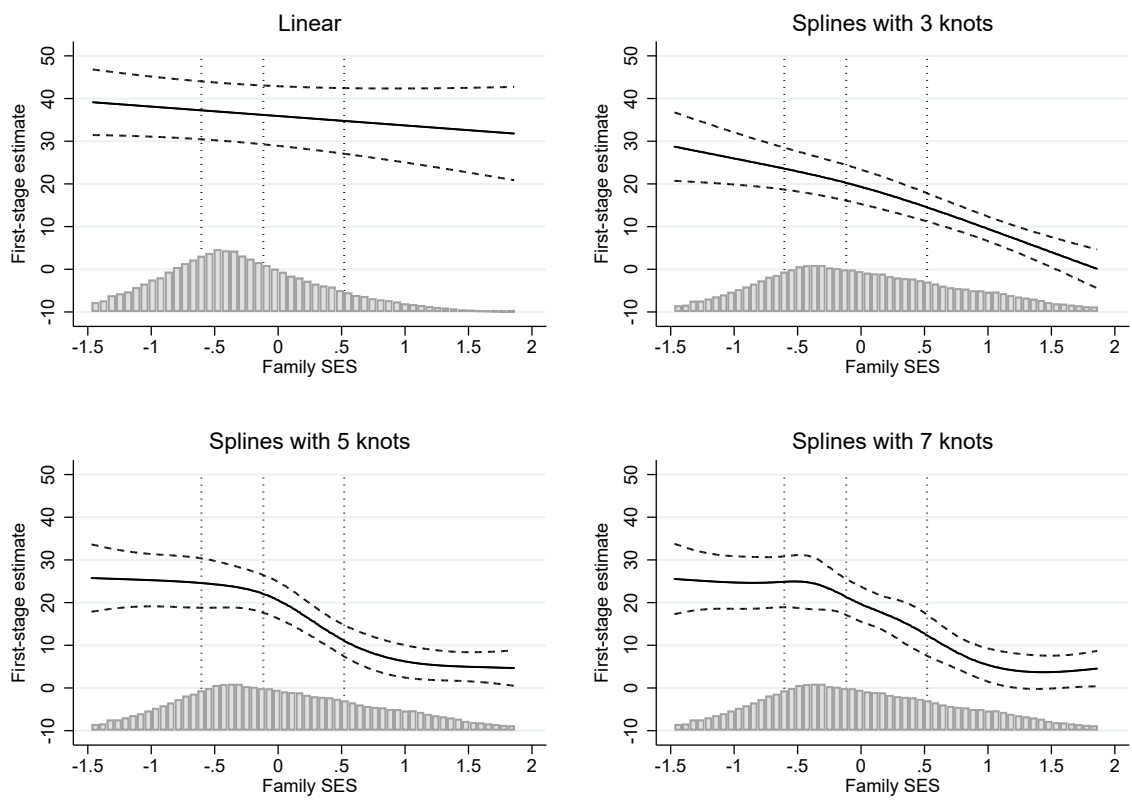 Linear
First-stage estimate
50
40
30
20
10
0
-10
-1.5 -1 -.5 0 .5 1 1.5 2
Family SES
Splines with 3 knots
First-stage estimate
50
40
30
20
10
0
-10
-1.5 -1 -.5 0 .5 1 1.5 2
Family SES
Splines with 5 knots
First-stage estimate
50
40
30
20
10
0
-10
-1.5 -1 -.5 0 .5 1 1.5 2
Family SES
Splines with 7 knots
First-stage estimate
50
40
30
20
10
0
-10
-1.5 -1 -.5 0 .5 1 1.5 2
Family SES